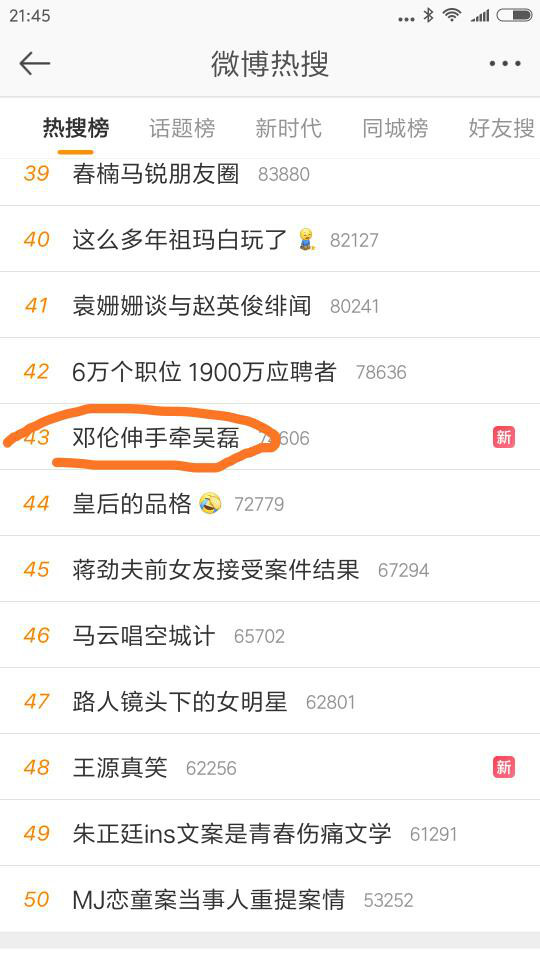 21:45
微博热搜
热搜榜 话题榜 新时代 同城榜 好友搜
39 春楠马锐朋友圈 83880
40 这么多年祖玛白玩了 82127
41 袁姗姗谈与赵英俊绯闻 80241
42 6万个职位 1900万应聘者 78636
43 邓伦伸手牵吴磊 606 新
44 皇后的品格🤣 72779
45 蒋劲夫前女友接受案件结果 67294
46 马云唱空城计 65702
47 路人镜头下的女明星 62801
48 王源真笑 62256 新
49 朱正廷ins文案是青春伤痛文学 61291
50 MJ恋童案当事人重提案情 53252